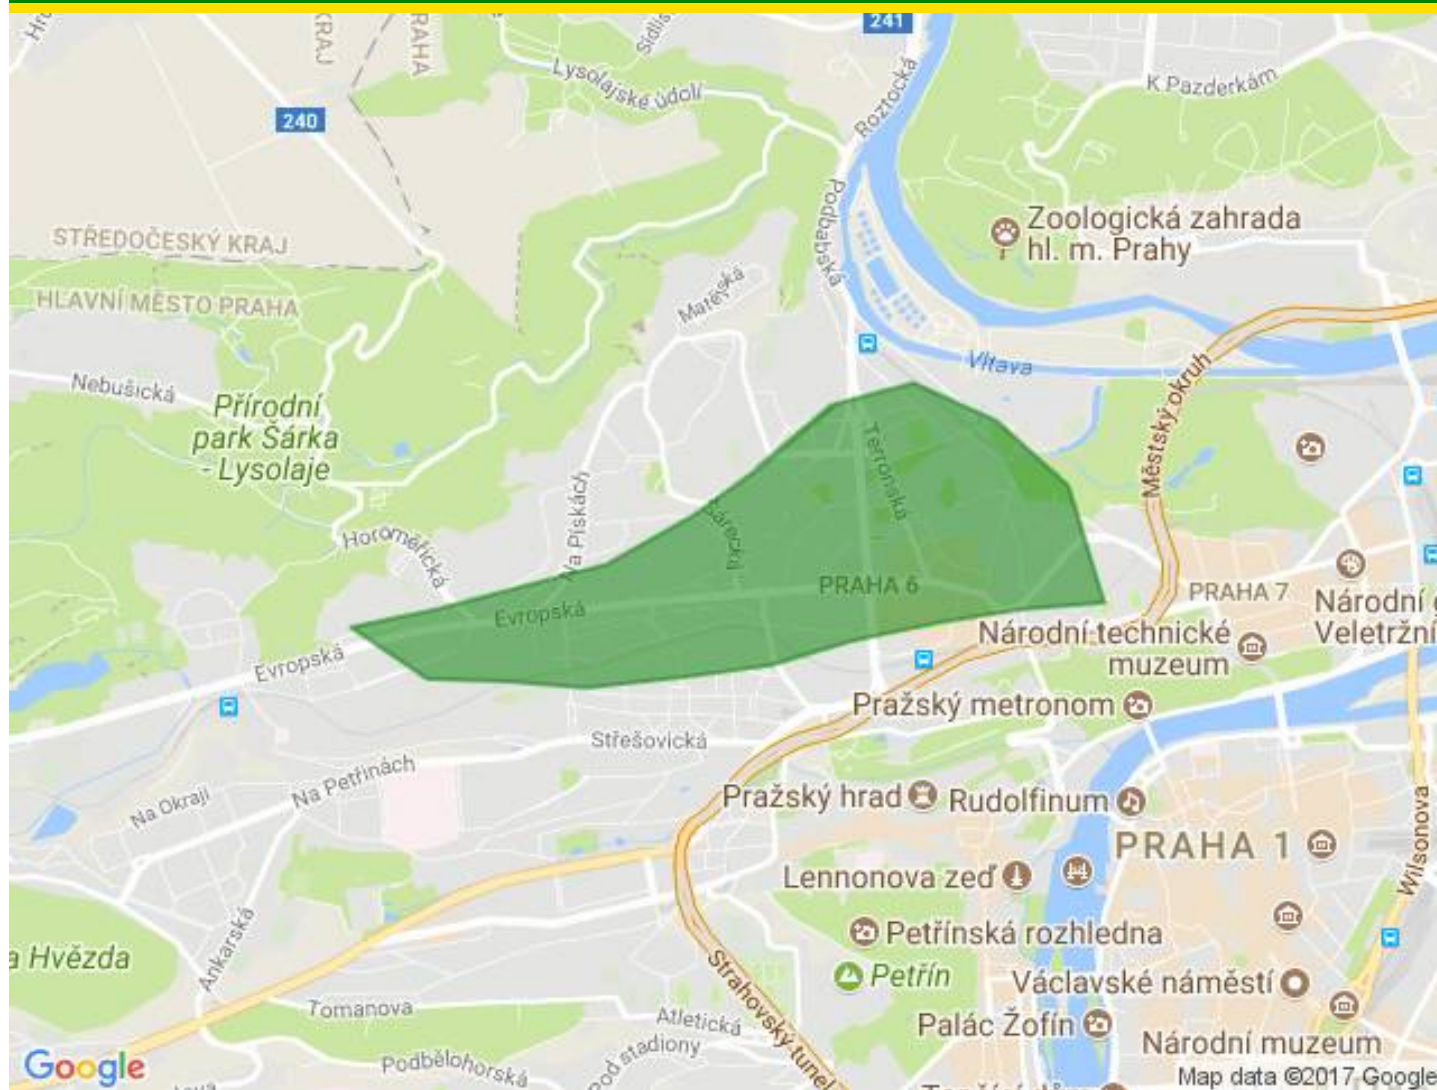 241
KRAJ
PRAHA
Lysolajské údolí
K Pazderkám
Roztocká
240
Podbabská
Zoologická zahrada
hl. m. Prahy
STŘEDOČESKÝ KRAJ
HLAVNÍ MĚSTO PRAHA
Matějská
Vltava
Městský okruh
Nebušická
Přírodní
park Šárka
- Lysolaje
Terronská
Na Pískách
Šárecká
Horoměřická
PRAHA 6
PRAHA 7
Národní
Veletržní
Evropská
Evropská
Národní technické
muzeum
Pražský metronom
Střešovická
Na Petřinách
Na Okraji
Pražský hrad
Rudolfinum
PRAHA 1
Wilsonova
Lennonova zeď
Ankarská
Petřínská rozhledna
a Hvězda
Petřín
Strahovský tunel
Václavské náměstí
Tomanova
Atletická
Palác Žofín
Pod stadiony
Národní muzeum
Podbělohorská
Google
Map data ©2017 Google